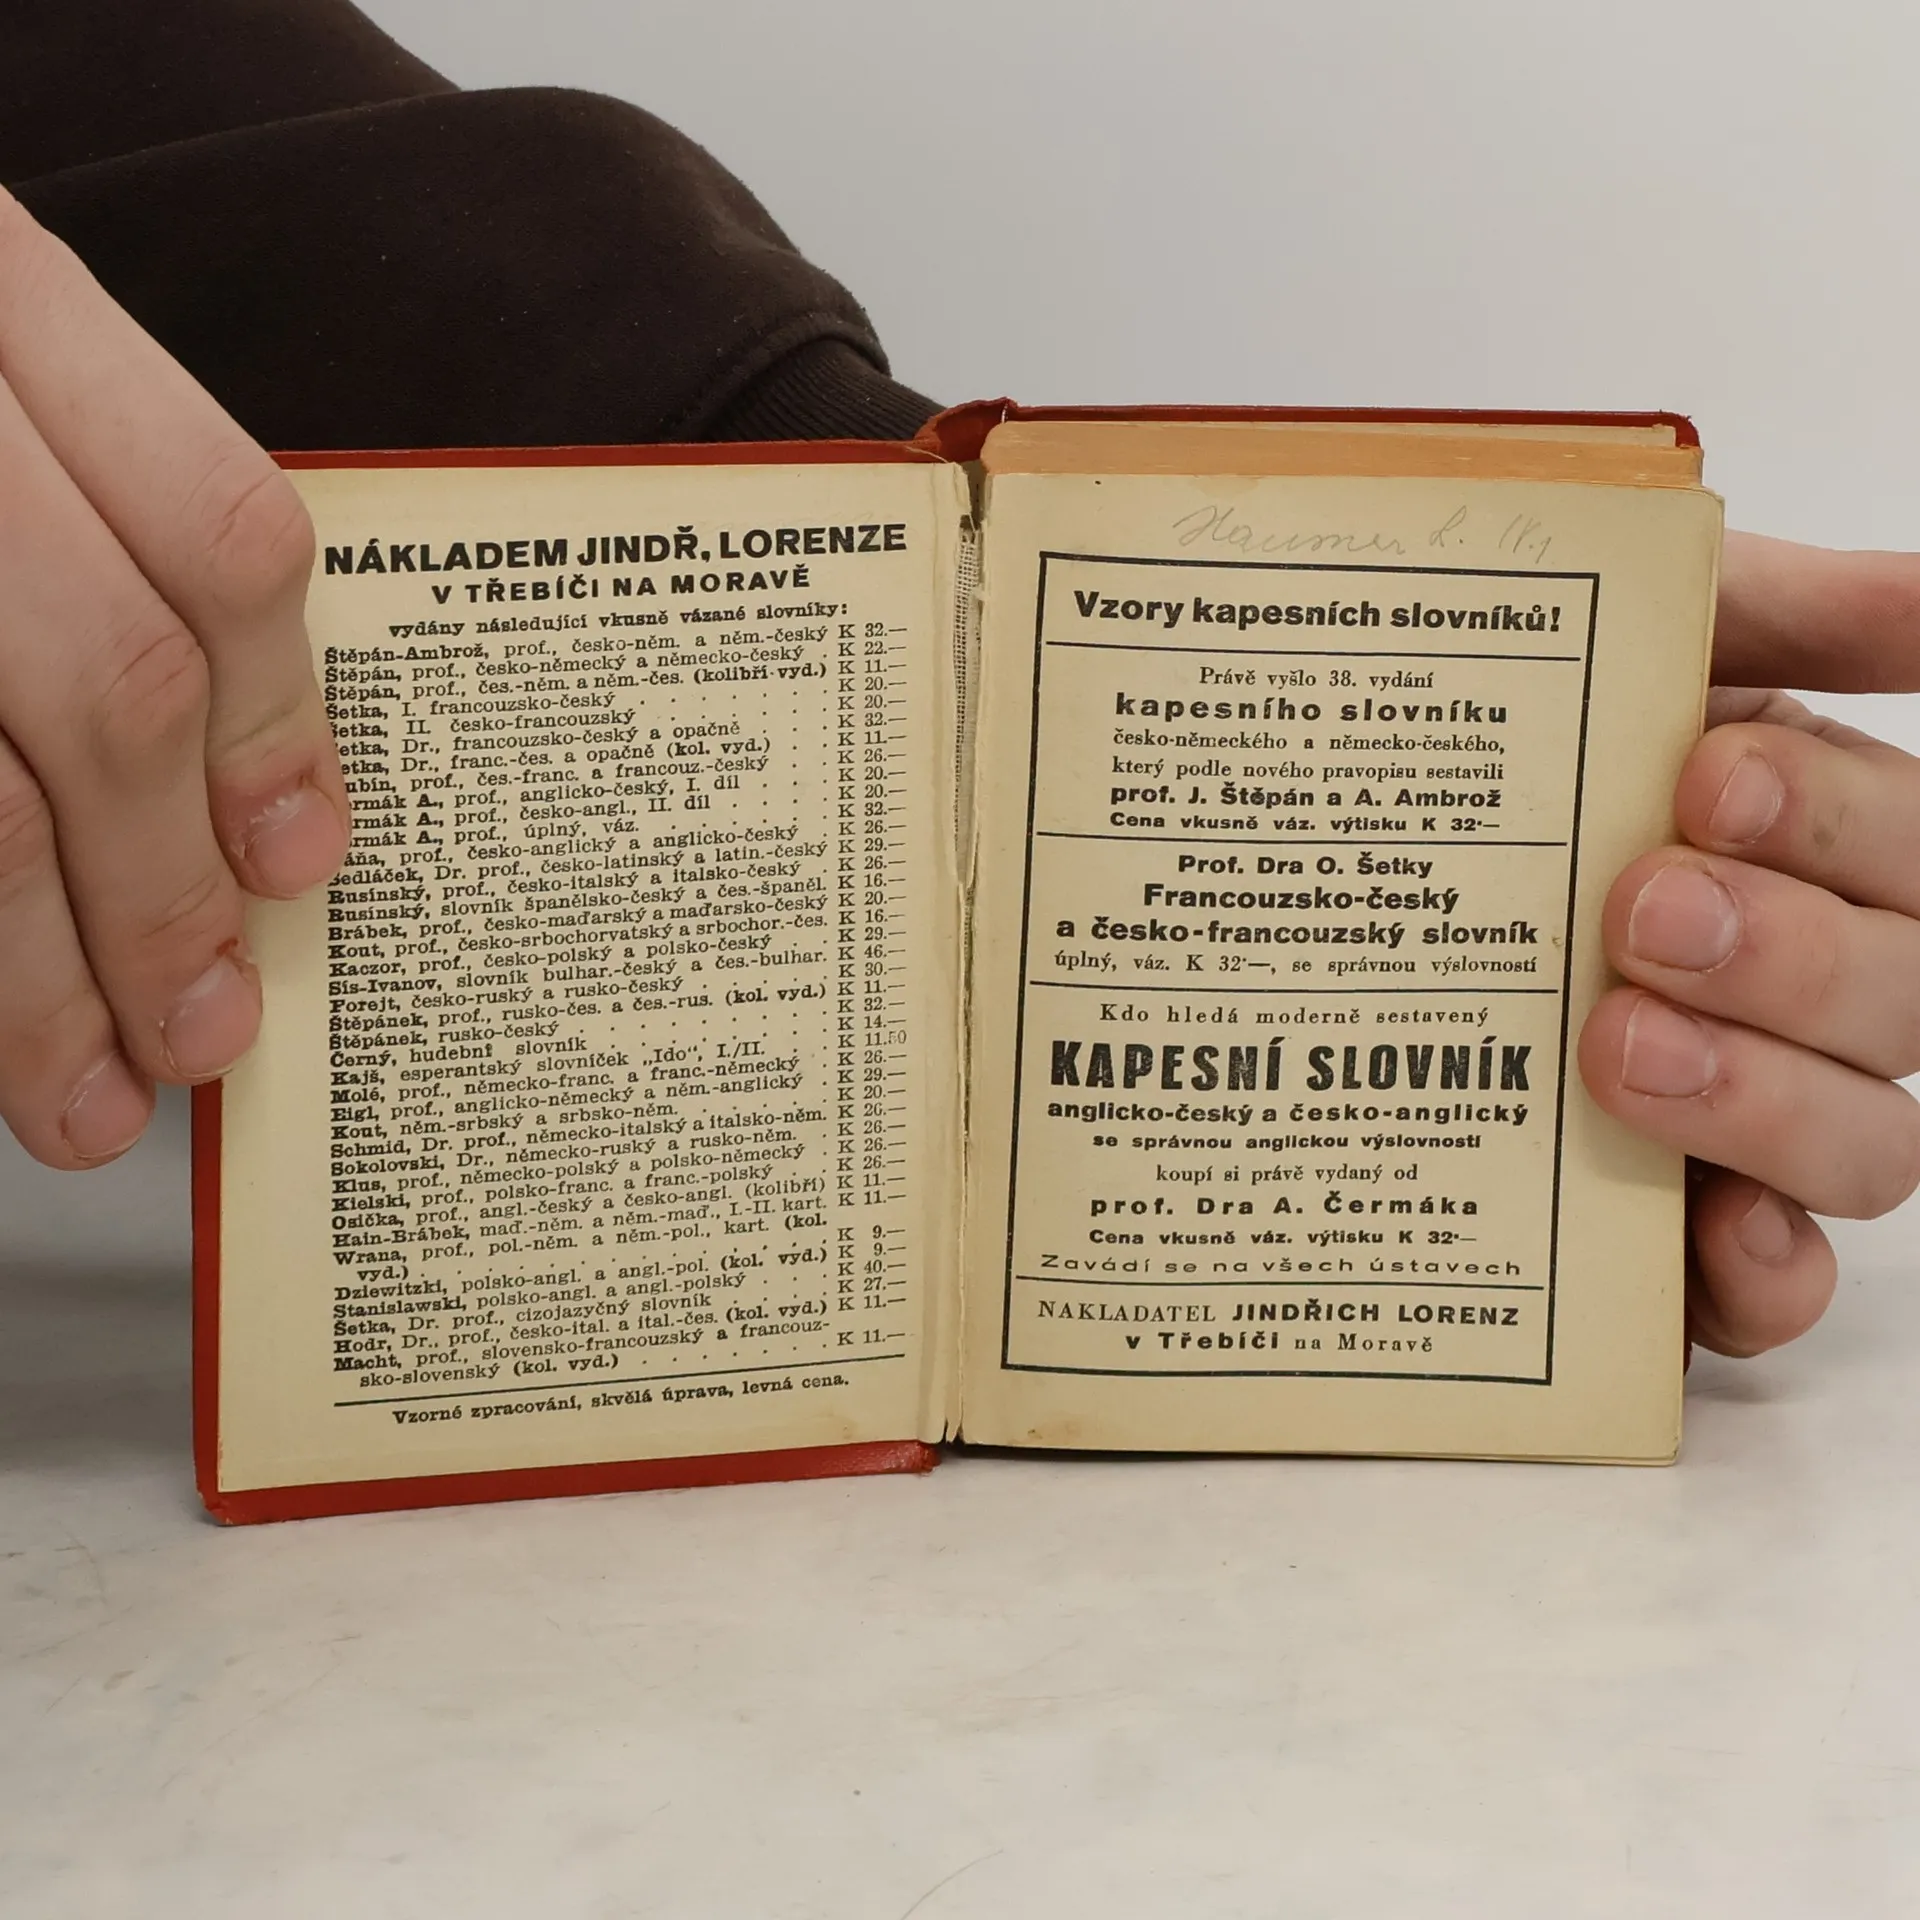 NÁKLADEM JINDŘ, LORENZE
V TŘEBÍČI NA MORAVĚ
vydány následující vkusně vázané slovníky:
Štěpán-Ambrož, prof., česko-něm. a něm.-český K 32.—
Štěpán, prof., česko-německý a německo-český . K 22.—
Štěpán, prof., čes.-něm. a něm.-čes. (kolibří-vyd.) K 11.—
Šetka, I. francouzsko-český . . . . . . K 20.—
Šetka, II. česko-francouzský . . . . . . K 20.—
etka, Dr., francouzsko-český a opačně . . . K 32.—
etka, Dr., franc.-čes. a opačně (kol. vyd.) . . K 11.—
ubín, prof., čes.-franc. a francouz.-český . . K 26.—
rmák A., prof., anglicko-český, I. díl . . . K 20.—
rmák A., prof., česko-angl., II. díl . . . . K 20.—
rmák A., prof., úplný, váz. . . . . . . K 32.—
áňa, prof., česko-anglický a anglicko-český . K 26.—
Sedláček, Dr. prof., česko-latinský a latin.-český K 29.—
Rusínský, prof., česko-italský a italsko-český . K 26.—
Rusínský, slovník španělsko-český a čes.-španěl. K 16.—
Brábek, prof., česko-maďarský a maďarsko-český K 20.—
Kout, prof., česko-srbochorvatský a srbochor.-čes. K 16.—
Kaczor, prof., česko-polský a polsko-český . . K 29.—
Sís-Ivanov, slovník bulhar.-český a čes.-bulhar. K 46.—
Porejt, česko-ruský a rusko-český . . . . . K 30.—
Štěpánek, prof., rusko-čes. a čes.-rus. (kol. vyd.) K 11.—
Štěpánek, rusko-český . . . . . . . . K 32.—
Černý, hudební slovník . . . . . . . K 14.—
Kajš, esperantský slovníček „Ido“, I./II. . . K 11.50
Molé, prof., německo-franc. a franc.-německý . K 26.—
Eigl, prof., anglicko-německý a něm.-anglický . K 29.—
Kout, něm.-srbský a srbsko-něm. . . . . . K 20.—
Schmid, Dr. prof., německo-italský a italsko-něm. K 26.—
Sokolovski, Dr., německo-ruský a rusko-něm. . K 26.—
Klus, prof., německo-polský a polsko-německý . K 26.—
Kielski, prof., polsko-franc. a franc.-polský . . K 26.—
Osička, prof., angl.-český a česko-angl. (kolibří) K 11.—
Hain-Brábek, maď.-něm. a něm.-maď., I.-II. kart. K 11.—
Wrana, prof., pol.-něm. a něm.-pol., kart. (kol.
vyd.) . . . . . . . . . . . . K 9.—
Dziewitzki, polsko-angl. a angl.-pol. (kol. vyd.) K 9.—
Stanislawski, polsko-angl. a angl.-polský . . . K 40.—
Šetka, Dr. prof., cizojazyčný slovník . . . . K 27.—
Hodr, Dr., prof., česko-ital. a ital.-čes. (kol. vyd.) K 11.—
Macht, prof., slovensko-francouzský a francouz-
sko-slovenský (kol. vyd.) . . . . . . . K 11.—
Vzorné zpracování, skvělá úprava, levná cena.
Vzory kapesních slovníků!
Právě vyšlo 38. vydání
kapesního slovníku
česko-německého a německo-českého,
který podle nového pravopisu sestavili
prof. J. Štěpán a A. Ambrož
Cena vkusně váz. výtisku K 32·—
Prof. Dra O. Šetky
Francouzsko-český
a česko-francouzský slovník
úplný, váz. K 32·—, se správnou výslovností
Kdo hledá moderně sestavený
KAPESNÍ SLOVNÍK
anglicko-český a česko-anglický
se správnou anglickou výslovností
koupí si právě vydaný od
prof. Dra A. Čermáka
Cena vkusně váz. výtisku K 32·—
Zavádí se na všech ústavech
NAKLADATEL JINDŘICH LORENZ
v Třebíči na Moravě